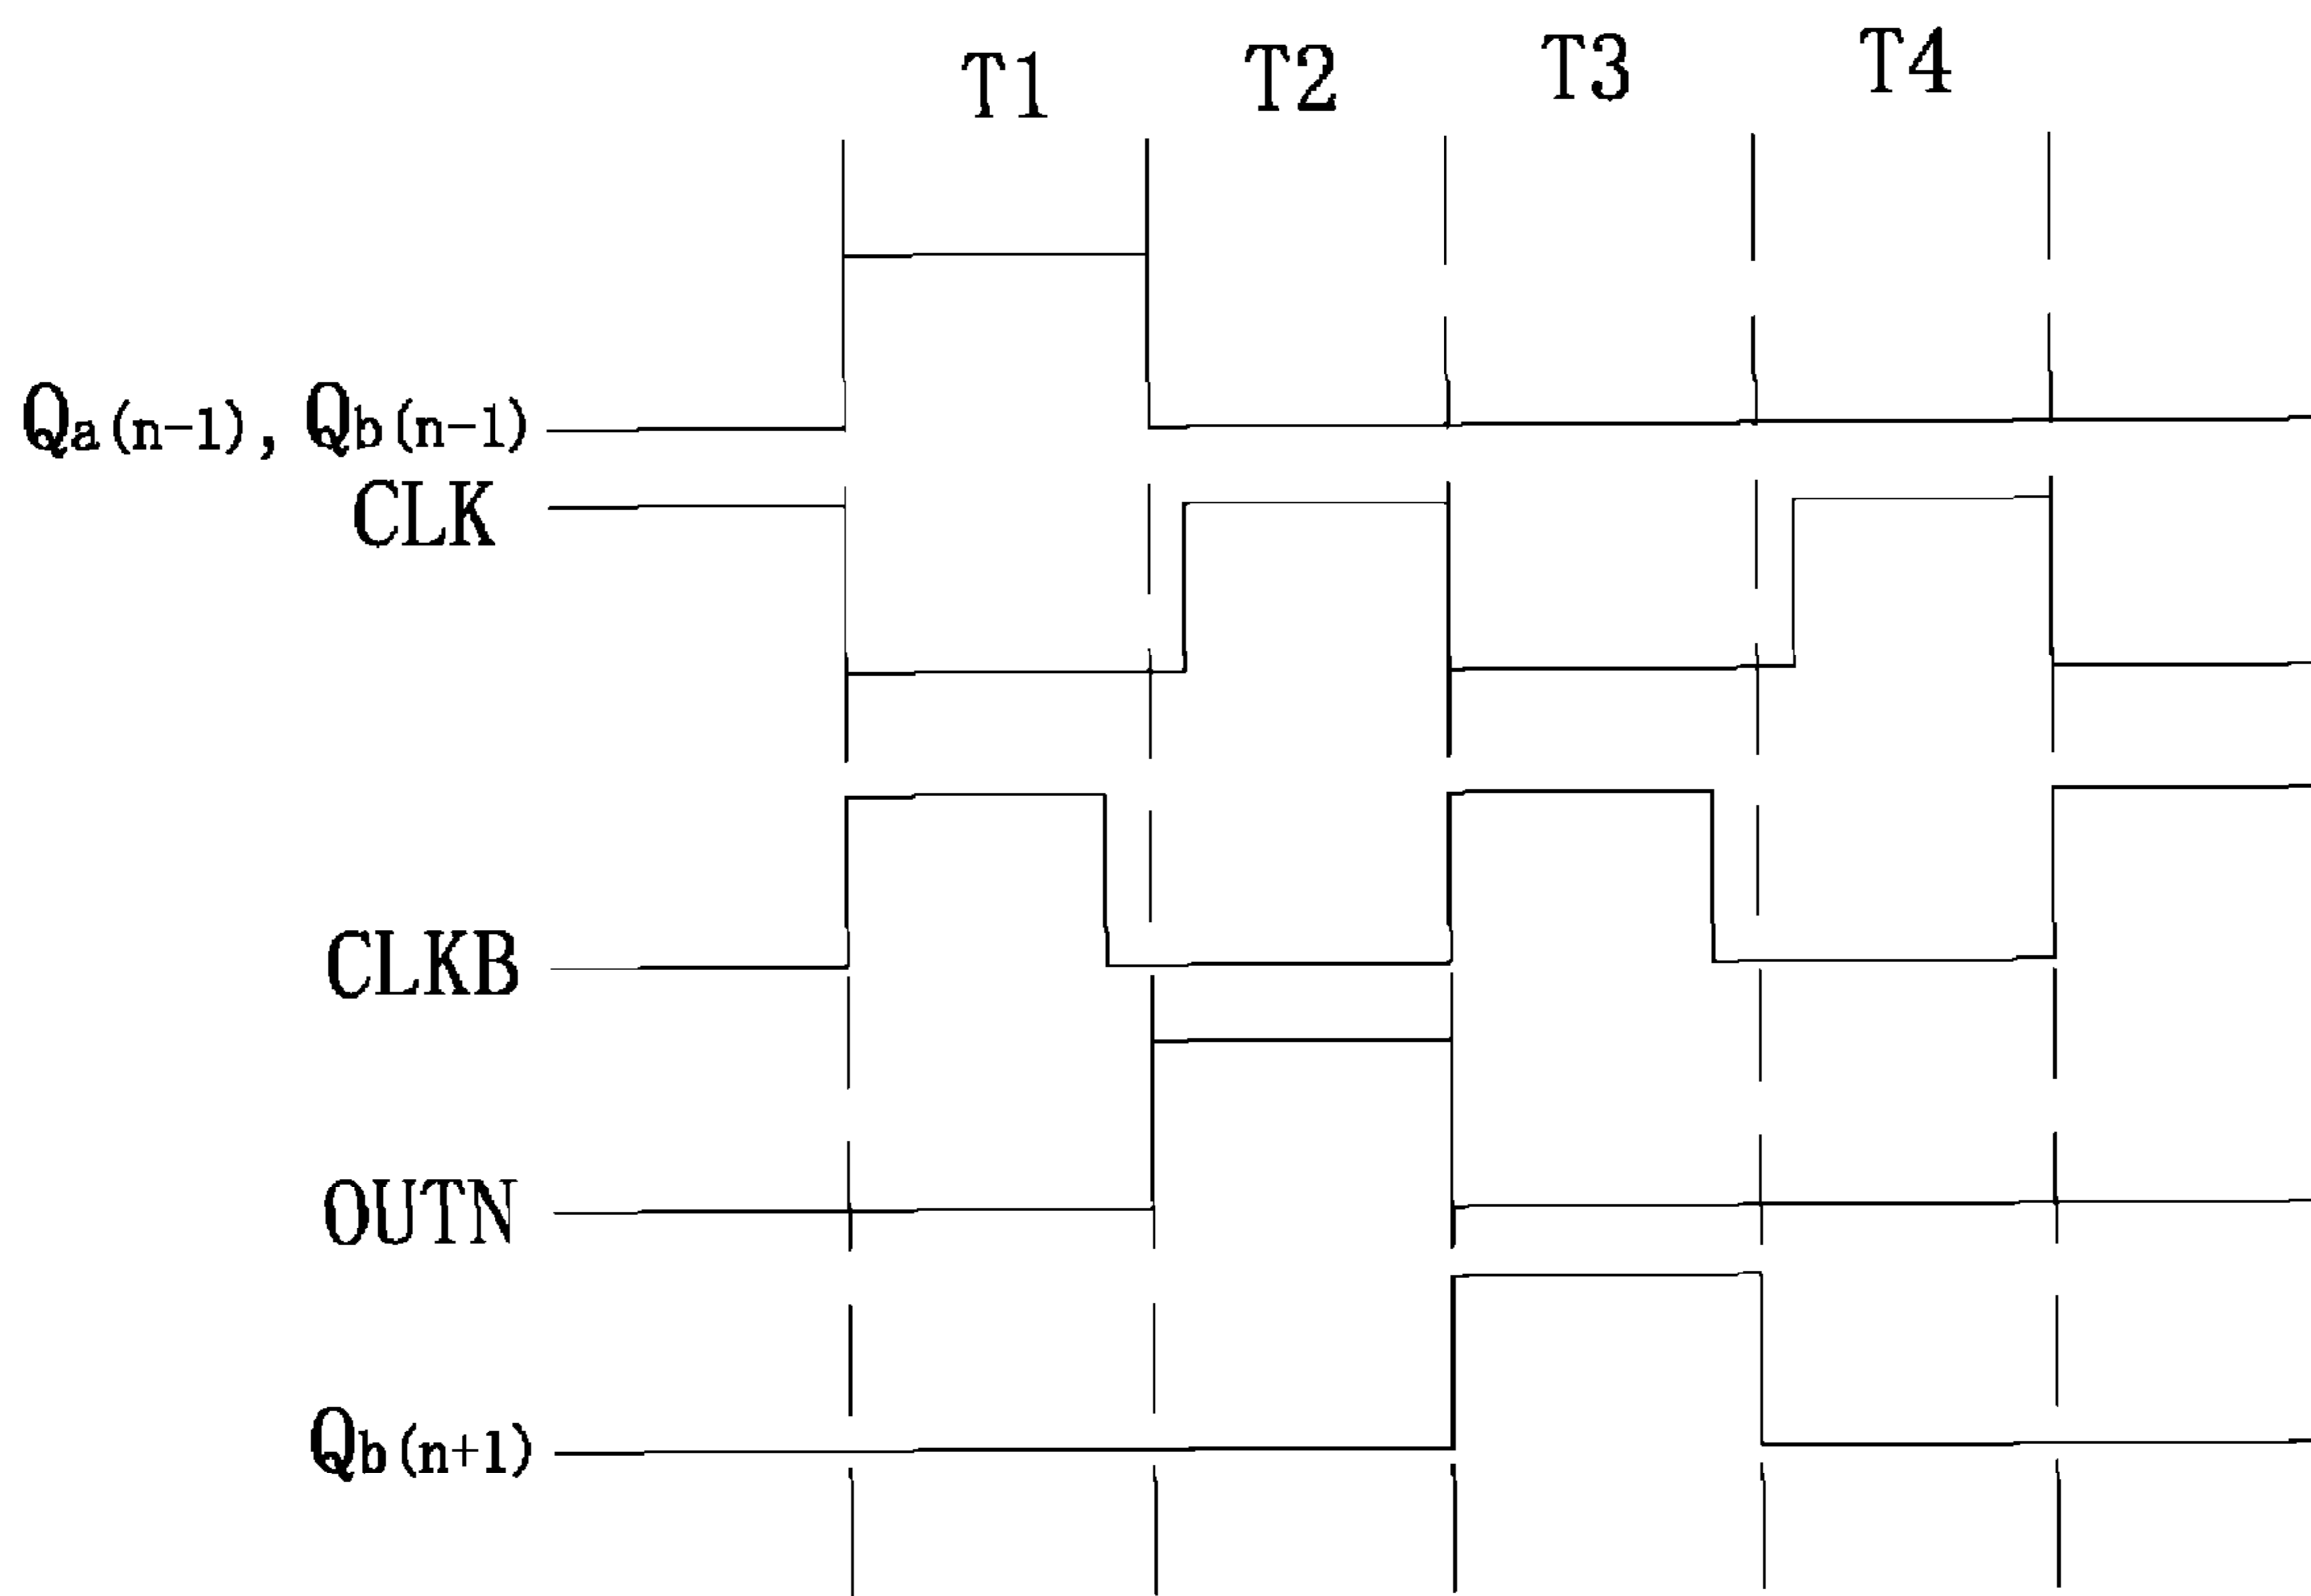 T1 T2 T3 T4
Qa(n-1), Qb(n-1)
CLK
CLKB
OUTN
Qb(n+1)